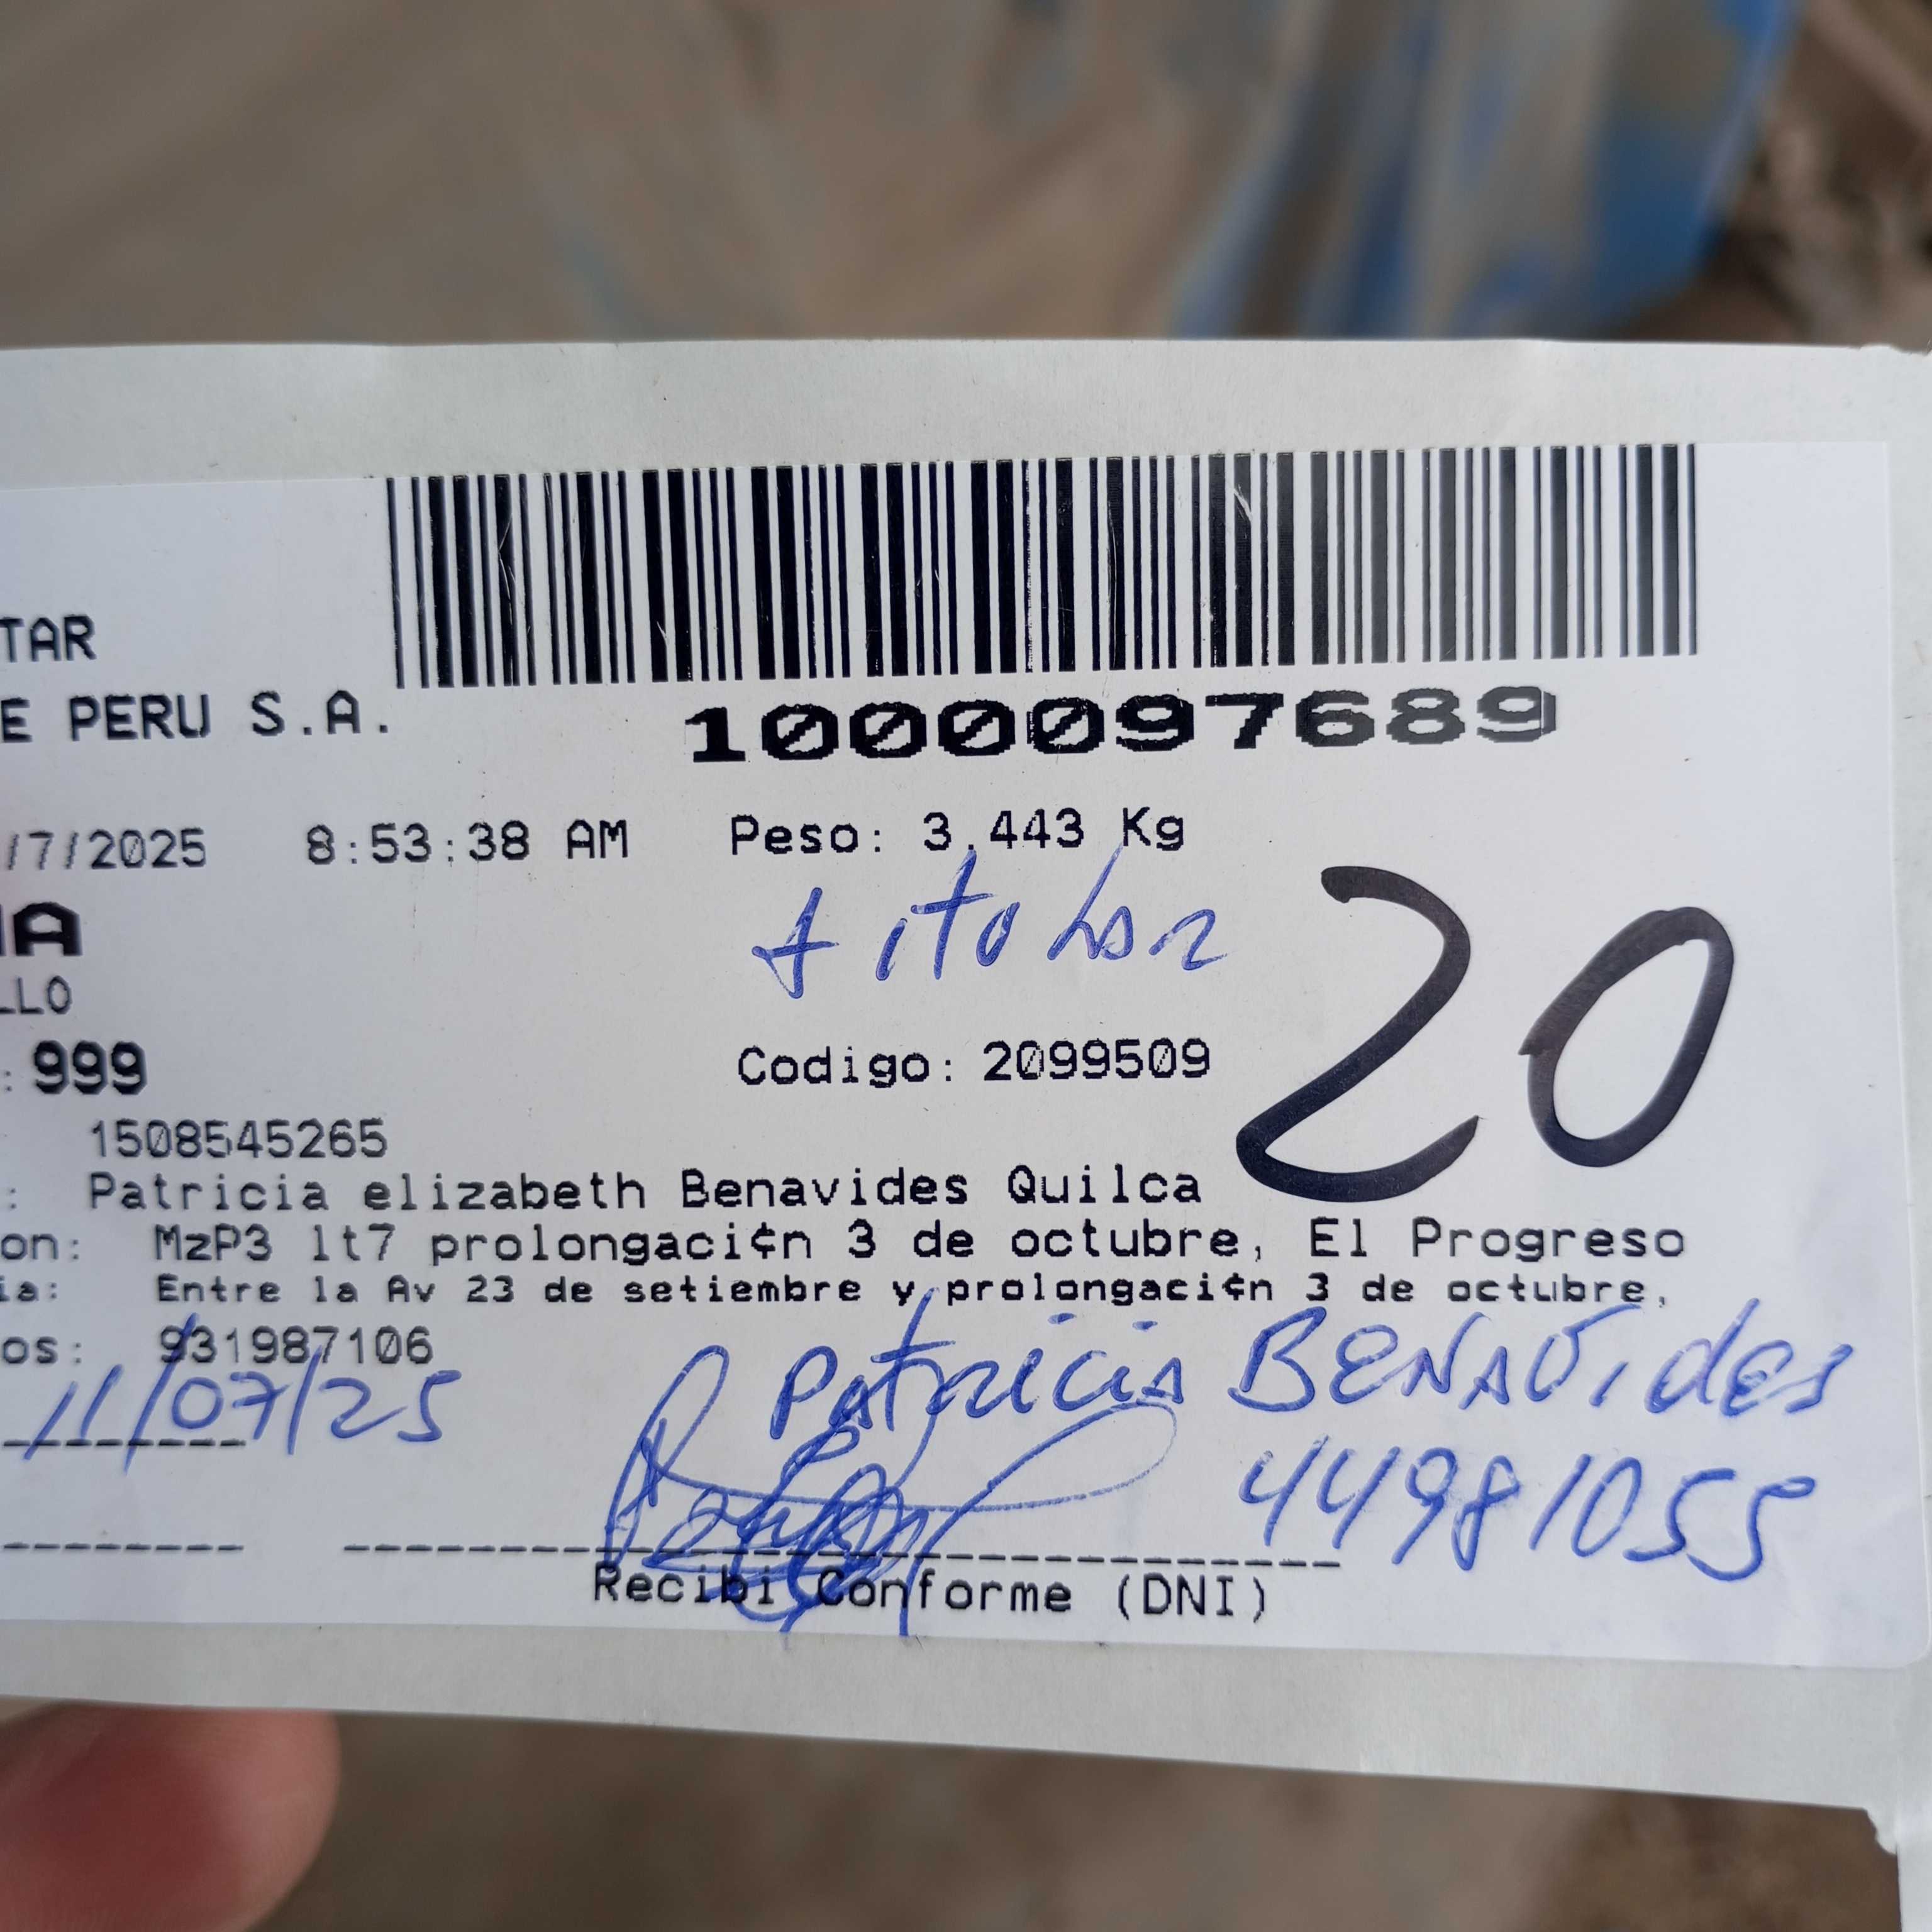 TAR
E PERU S.A.
1000097689
/7/2025 8:53:38 AM Peso: 3.443 Kg
titular
20
IA
LLO
: 999 Codigo: 2099509
1508545265
: Patricia elizabeth Benavides Quilca
on: MzP3 lt7 prolongaci¢n 3 de octubre, El Progreso
ia: Entre la Av 23 de setiembre y prolongaci¢n 3 de octubre,
os: 931987106
Patricia BENAVides
11/07/25
44981055
Recibi Conforme (DNI)